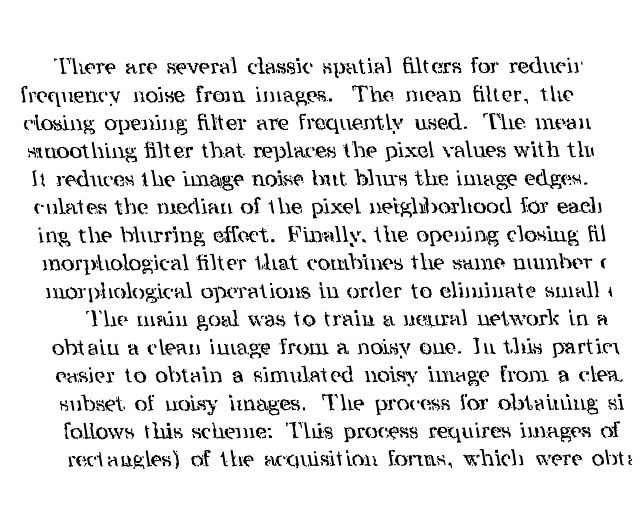 There are several classic spatial filters for reducin
frequency noise from images. The mean filter, the
closing opening filter are frequently used. The mean
smoothing filter that replaces the pixel values with the
It reduces the image noise but blurs the image edges.
culates the median of the pixel neighborhood for each
ing the blurring effect. Finally, the opening closing fil
morphological filter that combines the same number
morphological operations in order to eliminate small
The main goal was to train a neural network in a
obtain a clean image from a noisy one. In this partic
easier to obtain a simulated noisy image from a clea
subset of noisy images. The process for obtaining si
follows this scheme: This process requires images of
rectangles) of the acquisition forms, which were obta